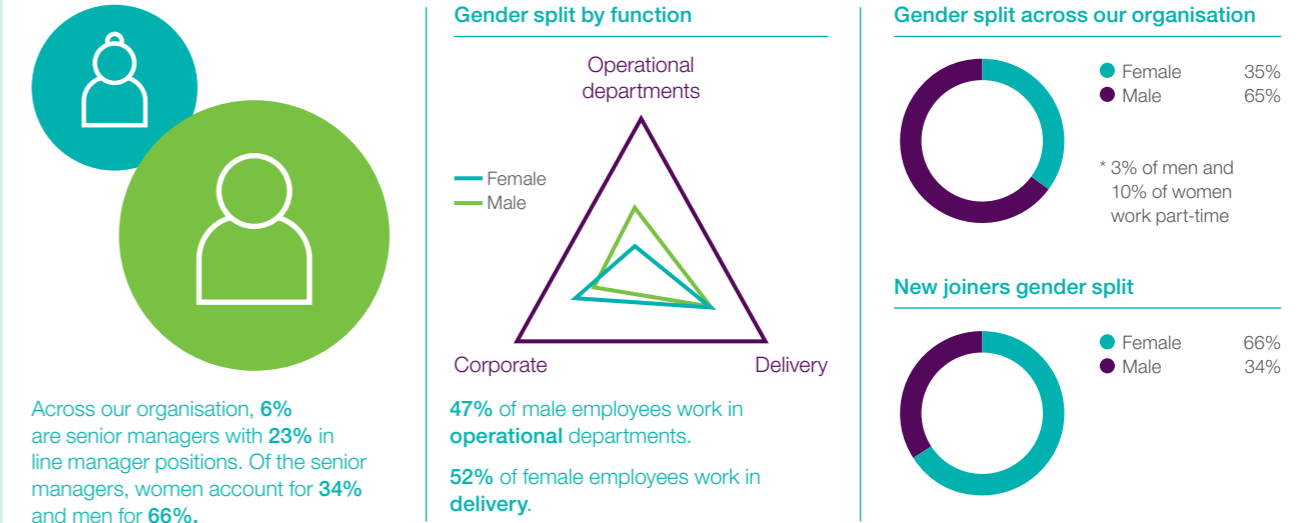 Across our organisation, 6%
are senior managers with 23% in
line manager positions. Of the senior
managers, women account for 34%
and men for 66%.
Gender split by function
Operational
departments
Female
Male
Corporate
Delivery
47% of male employees work in
operational departments.
52% of female employees work in
delivery.
Gender split across our organisation
Female 35%
Male 65%
* 3% of men and
10% of women
work part-time
New joiners gender split
Female 66%
Male 34%